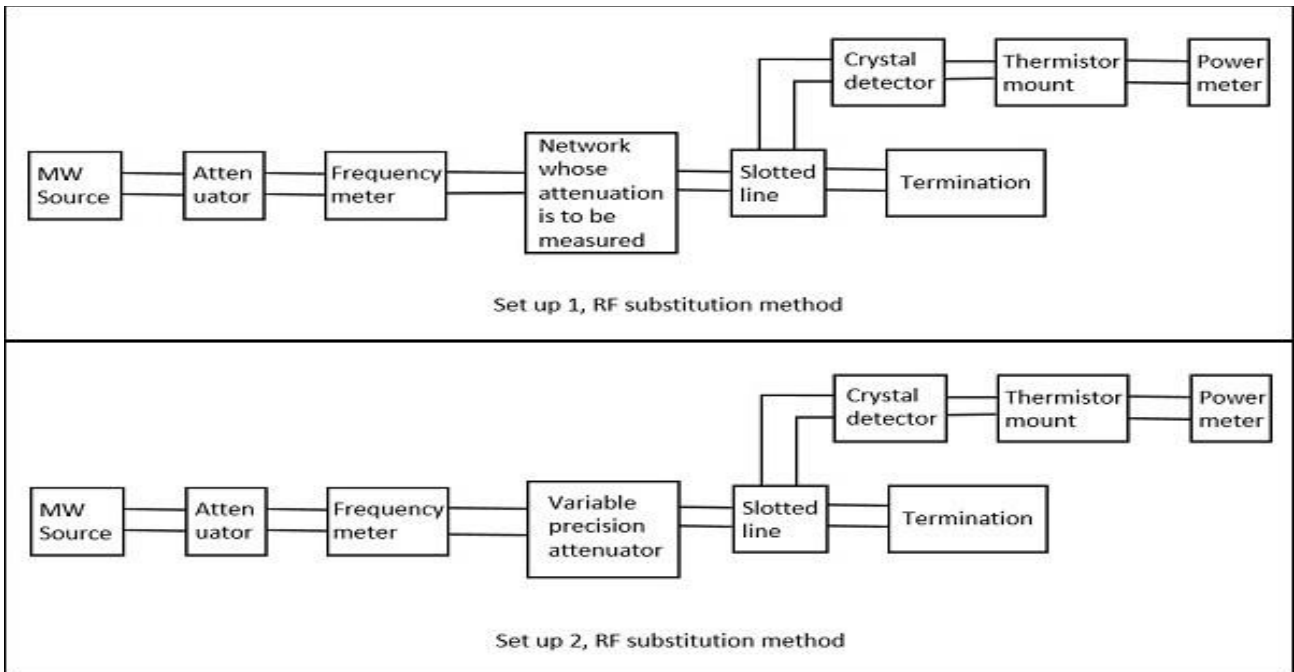 Crystal
detector
Thermistor
mount
Power
meter
MW
Source
Atten
uator
Frequency
meter
Network
whose
attenuation
is to be
measured
Slotted
line
Termination
Set up 1, RF substitution method
Crystal
detector
Thermistor
mount
Power
meter
MW
Source
Atten
uator
Frequency
meter
Variable
precision
attenuator
Slotted
line
Termination
Set up 2, RF substitution method